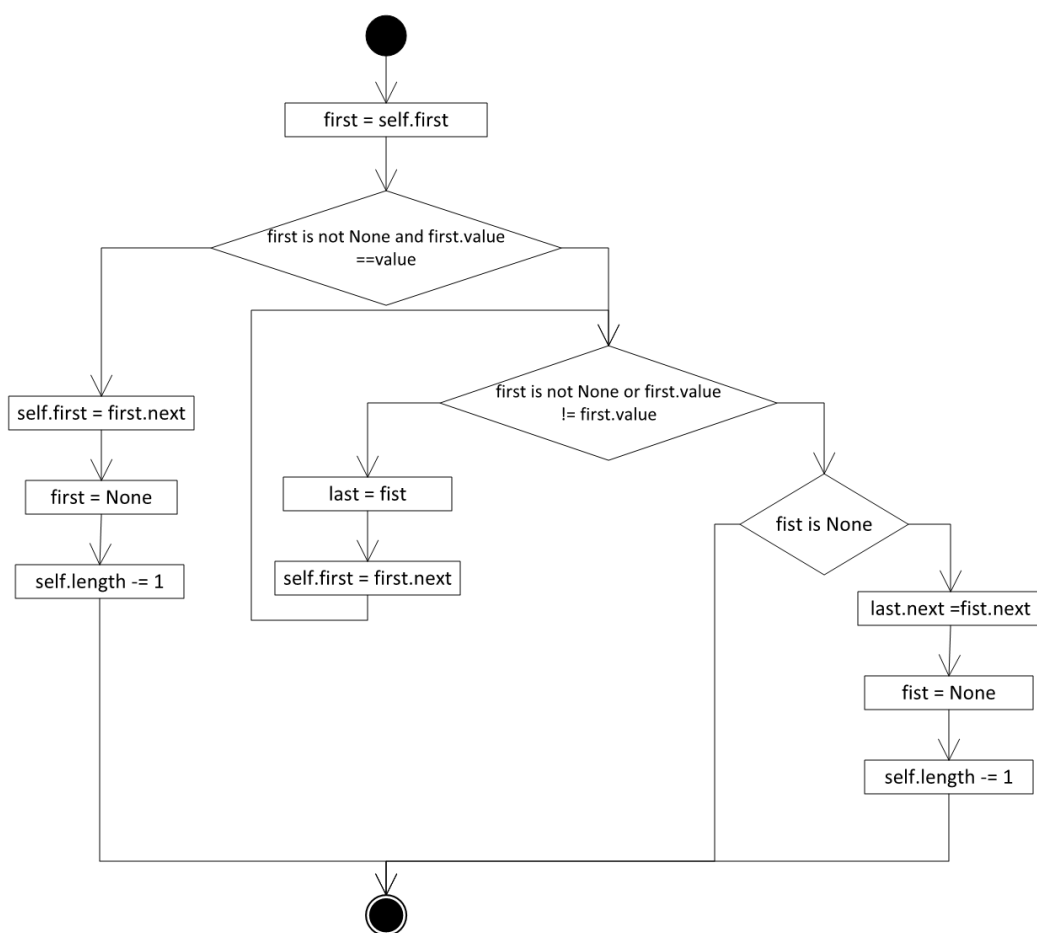 first = self.first
first is not None and first.value
==value
first is not None or first.value
!= first.value
self.first = first.next
first = None
self.length -= 1
last = fist
self.first = first.next
fist is None
last.next =fist.next
fist = None
self.length -= 1